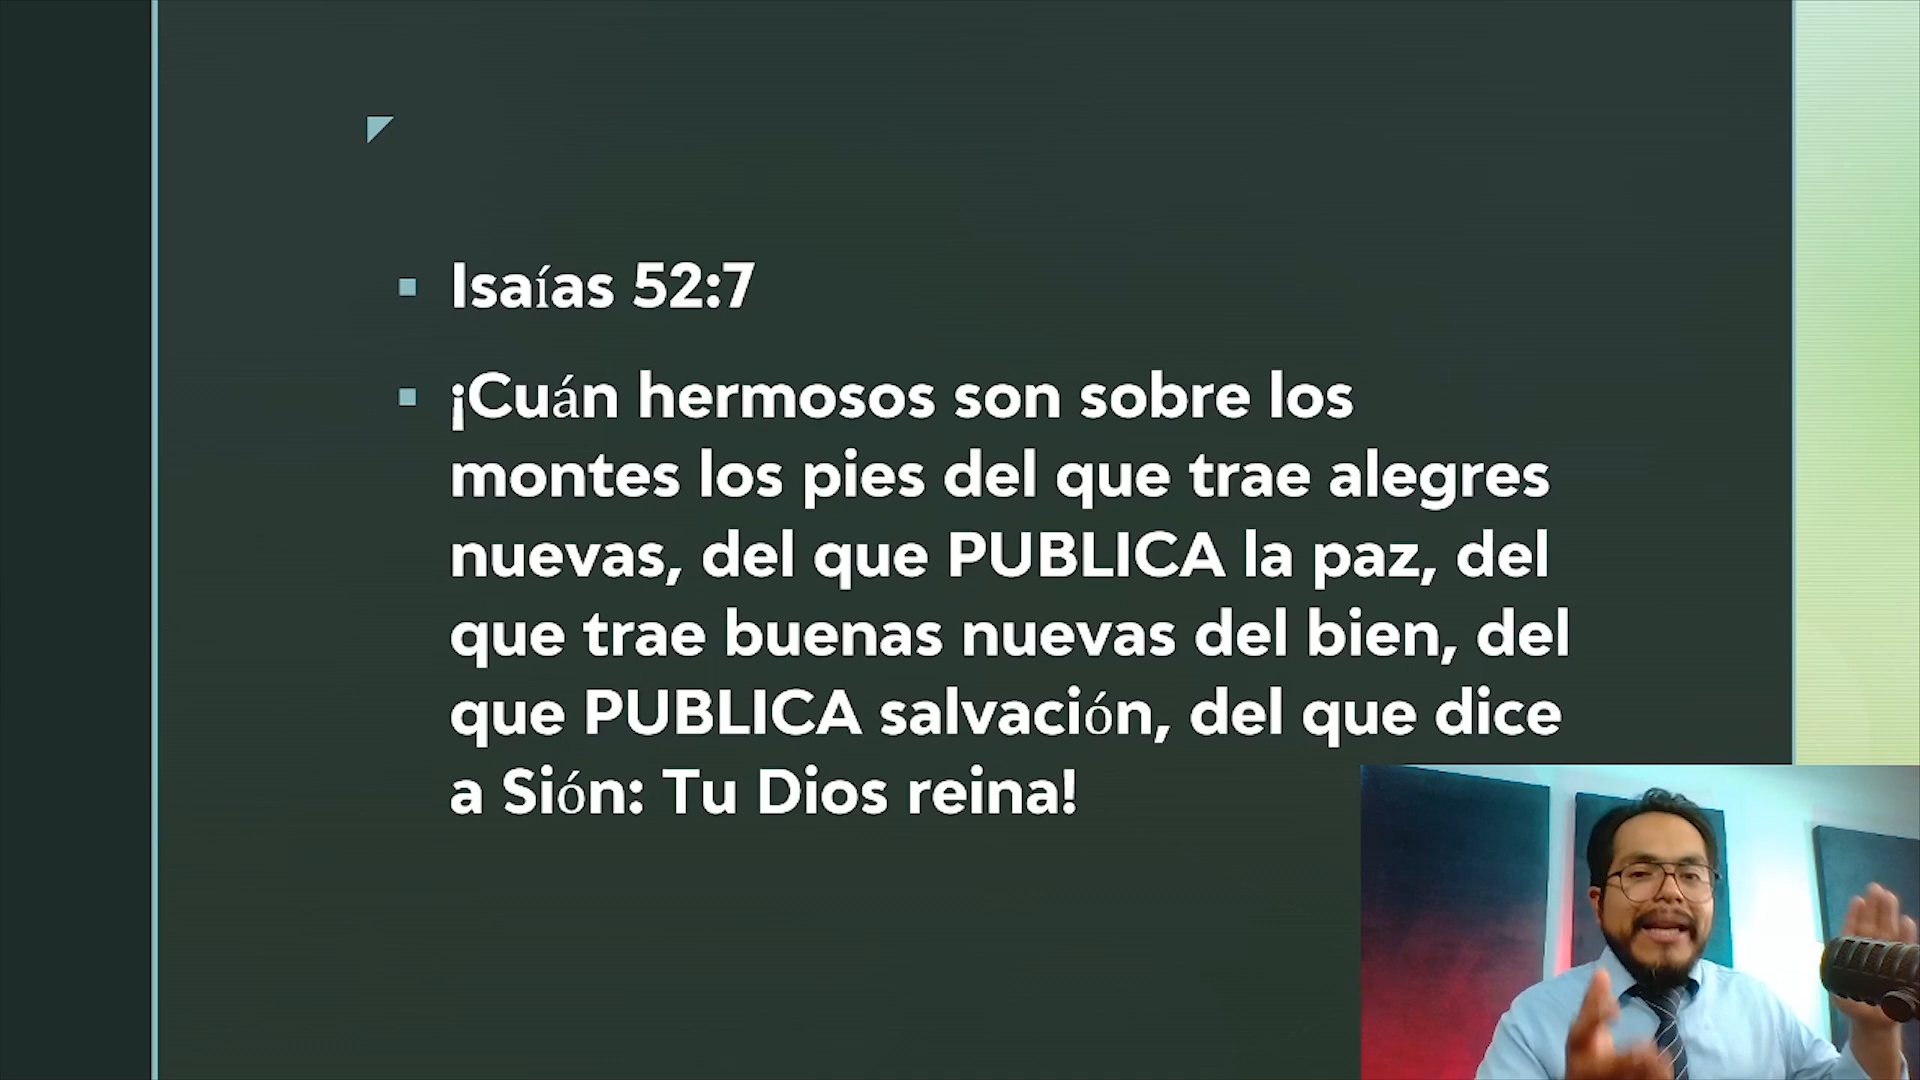 Isaías 52:7
¡Cuán hermosos son sobre los
montes los pies del que trae alegres
nuevas, del que PUBLICA la paz, del
que trae buenas nuevas del bien, del
que PUBLICA salvación, del que dice
a Sión: Tu Dios reina!